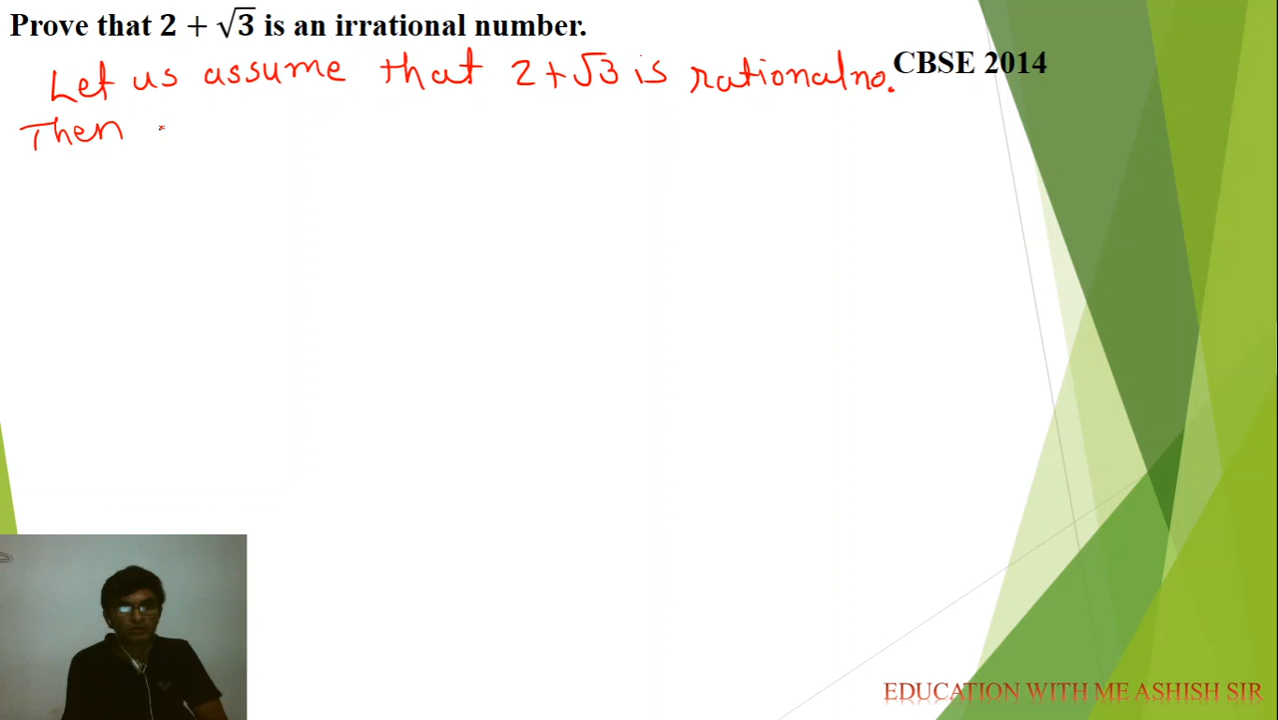 Prove that 2 + √3 is an irrational number.
Let us assume that 2+√3 is rational no.
CBSE 2014
Then
EDUCATION WITH ME ASHISH SIR